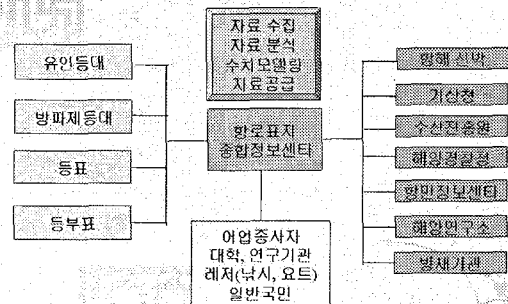 자료 수집
자료 분석
수치모델링
자료공급
유인등대
방파제등대
등표
등부표
항로표지
종합정보센타
항해 선박
기상청
수산진흥원
해양경찰청
항만정보센타
해양연구소
방재기관
어업종사자
대학, 연구기관
레저(낚시, 요트)
일반국민